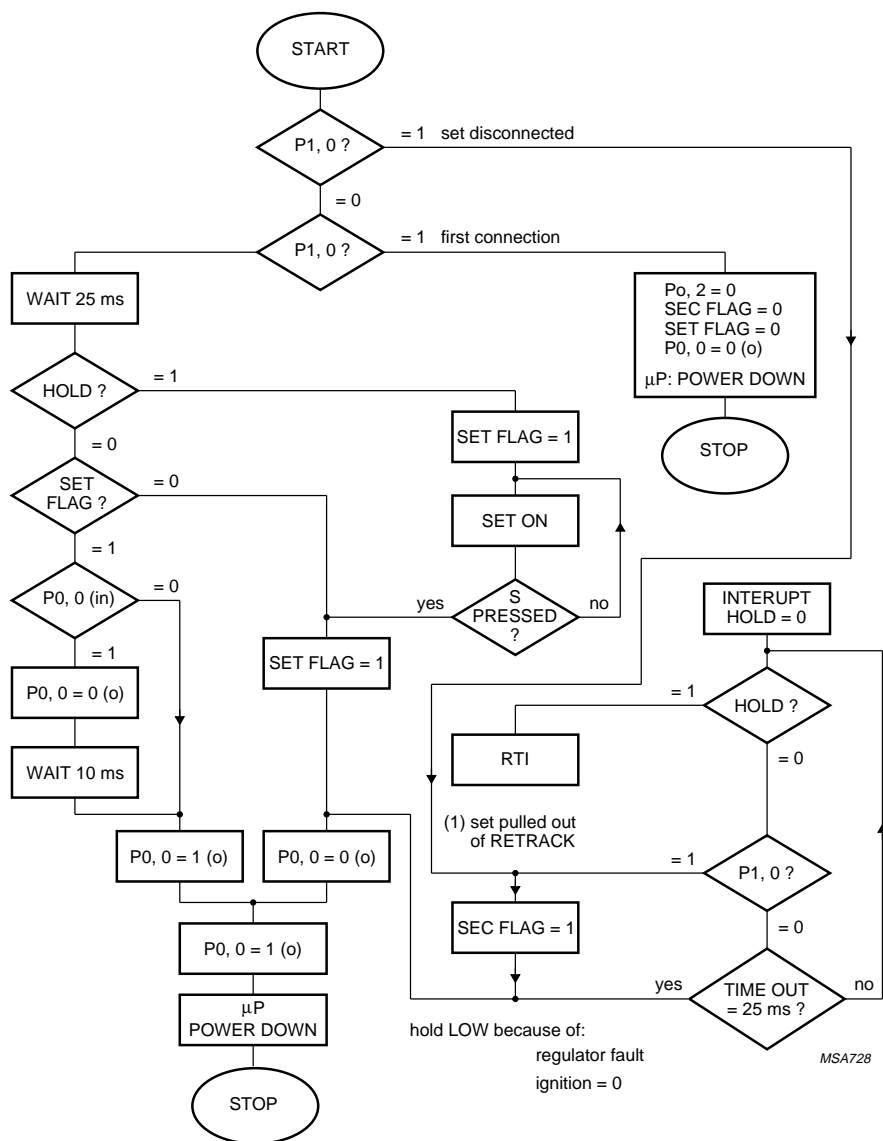 START
P1, 0 ?
= 1 set disconnected
= 0
P1, 0 ?
= 1 first connection
WAIT 25 ms
Po, 2 = 0
SEC FLAG = 0
SET FLAG = 0
P0, 0 = 0 (o)
µP: POWER DOWN
STOP
HOLD ?
= 1
= 0
SET FLAG = 1
SET
FLAG ?
= 0
= 1
SET ON
P0, 0 (in)
= 0
= 1
yes
S
PRESSED
?
no
INTERUPT
HOLD = 0
SET FLAG = 1
P0, 0 = 0 (o)
= 1
HOLD ?
= 0
RTI
WAIT 10 ms
(1) set pulled out
of RETRACK
P0, 0 = 1 (o)
P0, 0 = 0 (o)
= 1
P1, 0 ?
= 0
SEC FLAG = 1
P0, 0 = 1 (o)
yes
TIME OUT
= 25 ms ?
no
µP
POWER DOWN
hold LOW because of:
regulator fault
ignition = 0
MSA728
STOP